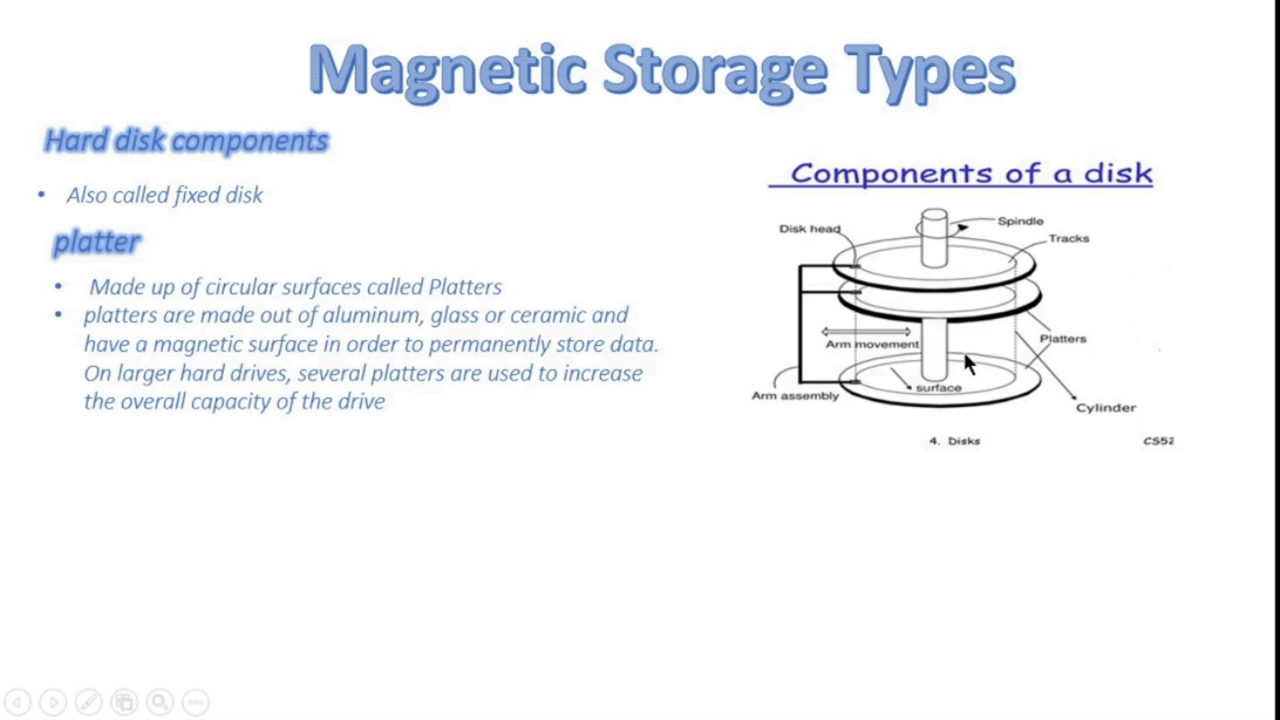 Magnetic Storage Types
Hard disk components
• Also called fixed disk
platter
• Made up of circular surfaces called Platters
• platters are made out of aluminum, glass or ceramic and
have a magnetic surface in order to permanently store data.
On larger hard drives, several platters are used to increase
the overall capacity of the drive
Components of a disk
Spindle
Disk head
Tracks
Platters
Arm movement
surface
Arm assembly
Cylinder
4. Disks
CS52